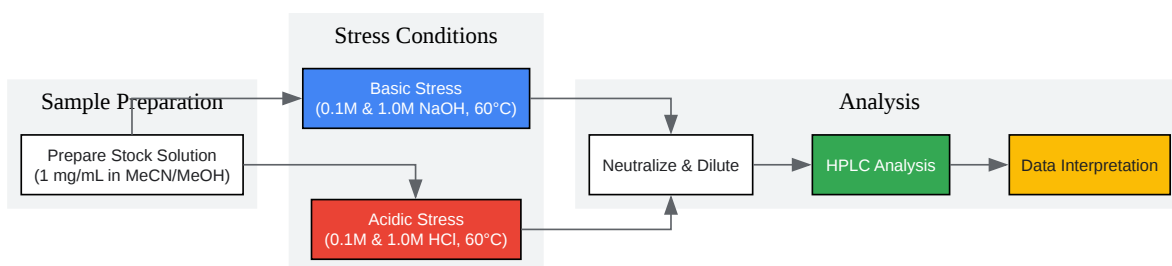 Stress Conditions
Sample Preparation
Basic Stress
(0.1M & 1.0M NaOH, 60°C)
Analysis
Prepare Stock Solution
(1 mg/mL in MeCN/MeOH)
Neutralize & Dilute
HPLC Analysis
Data Interpretation
Acidic Stress
(0.1M & 1.0M HCl, 60°C)